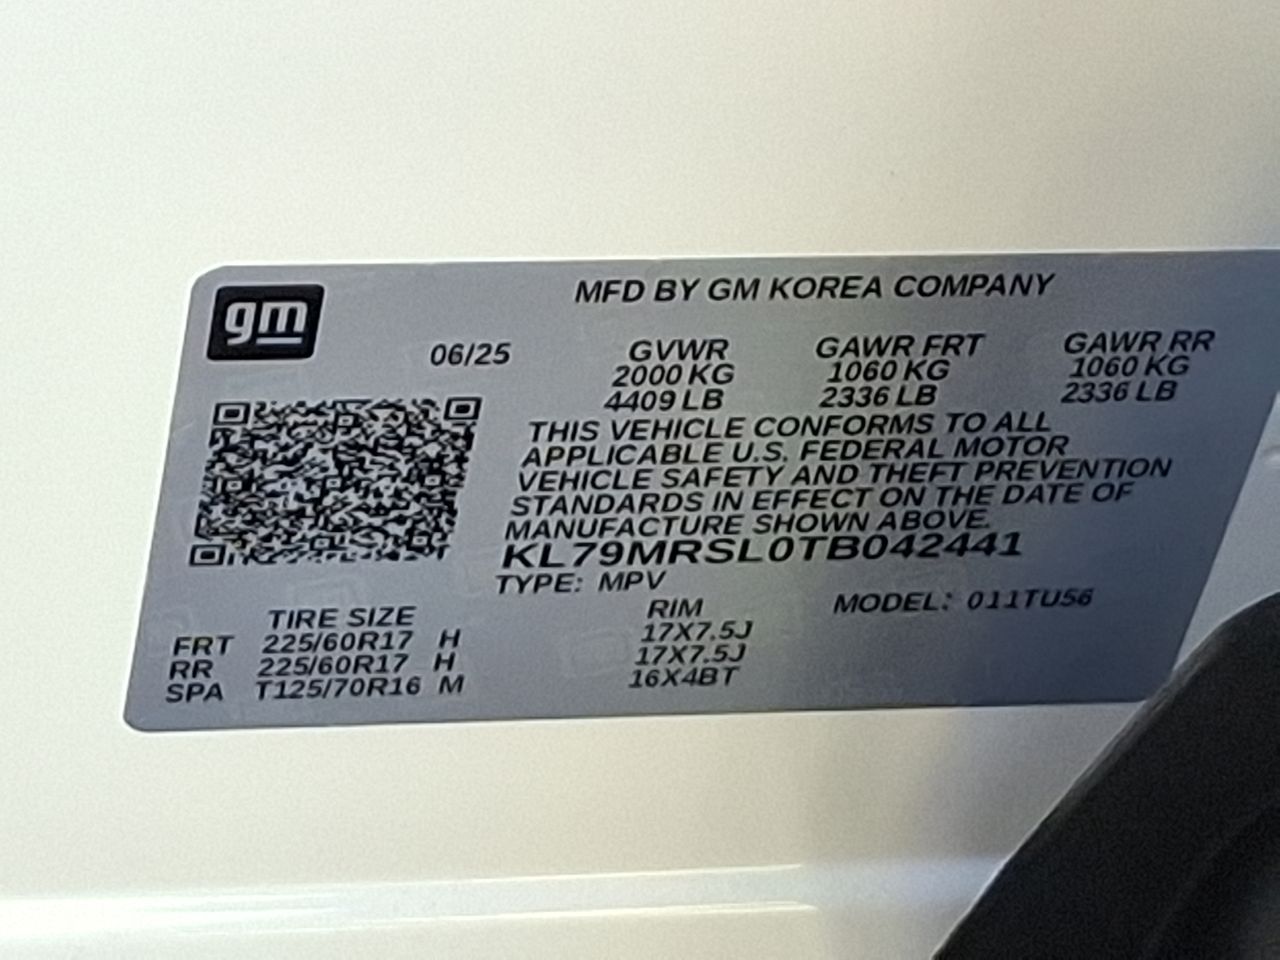 gm
MFD BY GM KOREA COMPANY
06/25 GVWR GAWR FRT GAWR RR
2000 KG 1060 KG 1060 KG
4409 LB 2336 LB 2336 LB
THIS VEHICLE CONFORMS TO ALL
APPLICABLE U.S. FEDERAL MOTOR
VEHICLE SAFETY AND THEFT PREVENTION
STANDARDS IN EFFECT ON THE DATE OF
MANUFACTURE SHOWN ABOVE.
KL79MRSL0TB042441
TYPE: MPV
MODEL: 011TU56
TIRE SIZE RIM
FRT 225/60R17 H 17X7.5J
RR 225/60R17 H 17X7.5J
SPA T125/70R16 M 16X4BT